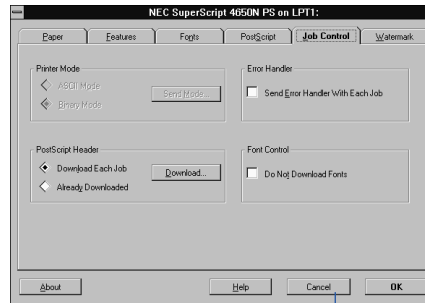 NEC SuperScript 4650N PS on LPT1:
Paper Features Fonts PostScript Job Control Watermark
Printer Mode
ASCII Mode
Binary Mode
Send Mode...
Error Handler
Send Error Handler With Each Job
PostScript Header
Download Each Job
Already Downloaded
Download...
Font Control
Do Not Download Fonts
About Help Cancel OK